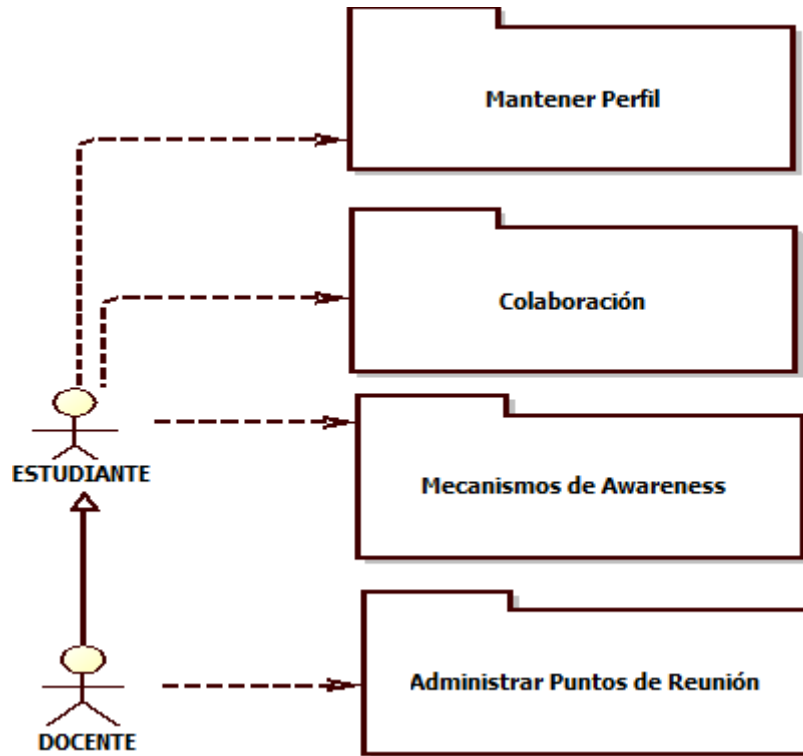 Mantener Perfil
Colaboración
ESTUDIANTE
Mecanismos de Awareness
DOCENTE
Administrar Puntos de Reunión